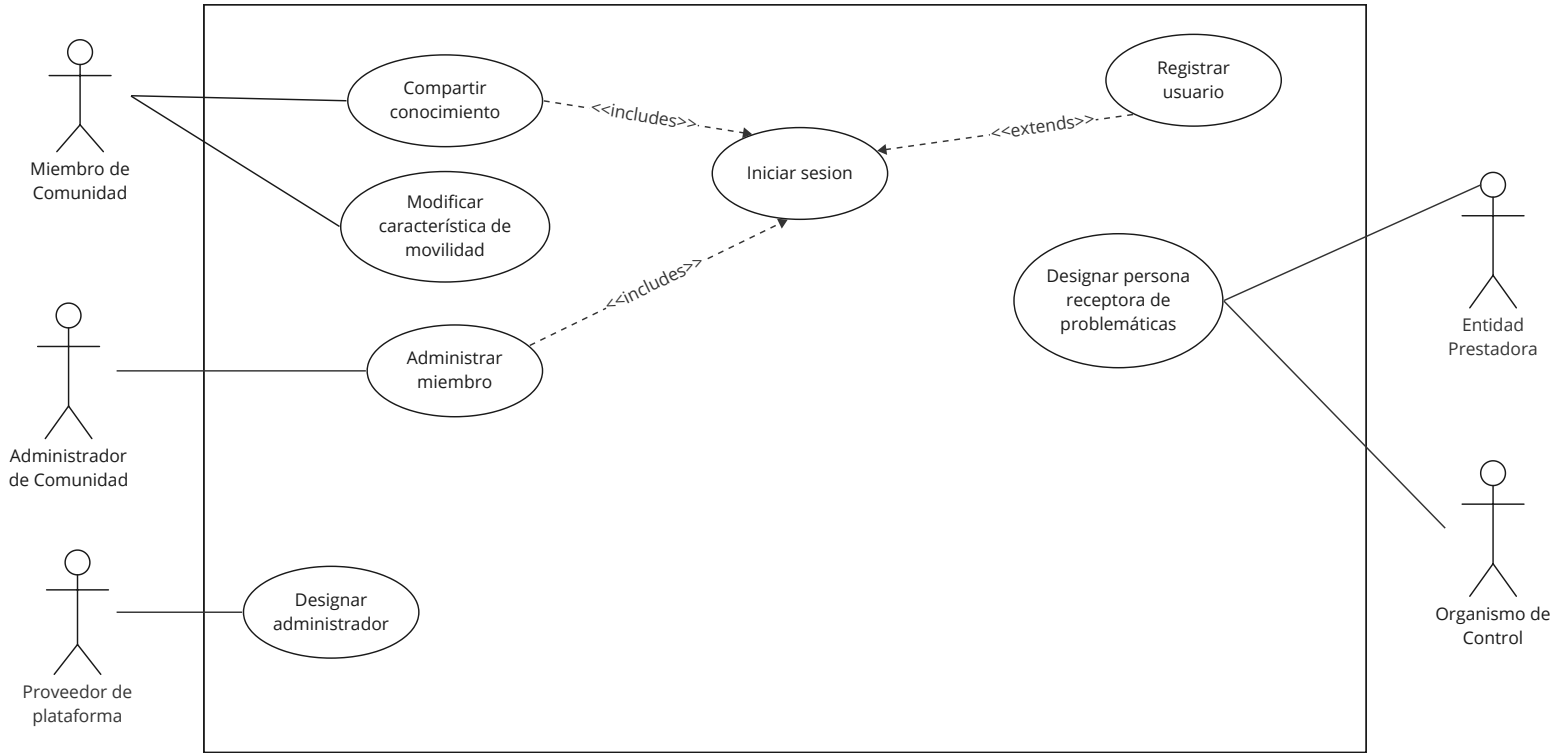 Compartir
conocimiento
<<includes>>
Registrar
usuario
<<extends>>
Iniciar sesion
Miembro de
Comunidad
Modificar
característica de
movilidad
Designar persona
receptora de
problemáticas
<<includes>>
Entidad
Prestadora
Administrar
miembro
Administrador
de Comunidad
Designar
administrador
Organismo de
Control
Proveedor de
plataforma